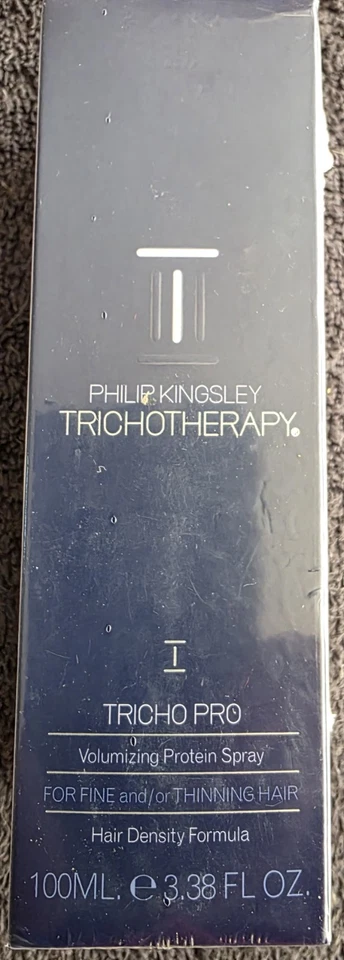 PHILIP KINGSLEY
TRICHOTHERAPY®
TRICHO PRO
Volumizing Protein Spray
FOR FINE and/or THINNING HAIR
Hair Density Formula
100ML. ℮ 3.38 FL OZ.